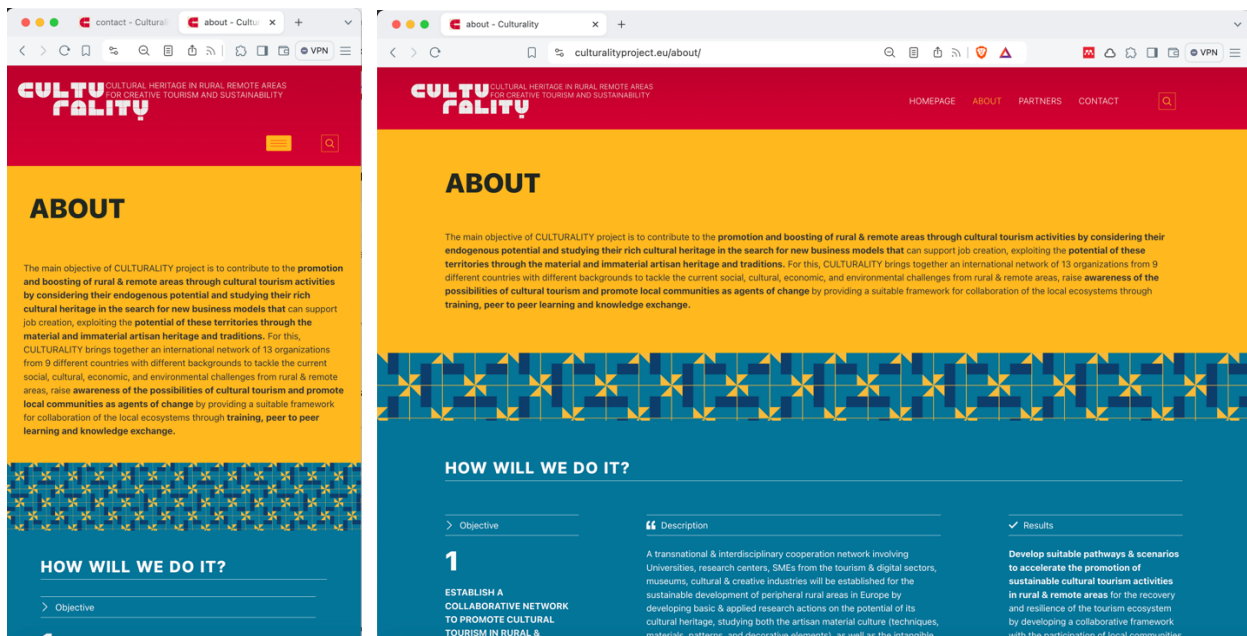 contact - Culturali
about - Cultur
CULTU
RALITY
CULTURAL HERITAGE IN RURAL REMOTE AREAS
FOR CREATIVE TOURISM AND SUSTAINABILITY
VPN
ABOUT
The main objective of CULTURALITY project is to contribute to the promotion
and boosting of rural & remote areas through cultural tourism activities
by considering their endogenous potential and studying their rich
cultural heritage in the search for new business models that can support
job creation, exploiting the potential of these territories through the
material and immaterial artisan heritage and traditions. For this,
CULTURALITY brings together an international network of 13 organizations
from 9 different countries with different backgrounds to tackle the current
social, cultural, economic, and environmental challenges from rural & remote
areas, raise awareness of the possibilities of cultural tourism and promote
local communities as agents of change by providing a suitable framework
for collaboration of the local ecosystems through training, peer to peer
learning and knowledge exchange.
HOW WILL WE DO IT?
Objective
about - Culturality
culturalityproject.eu/about/
VPN
CULTU
RALITY
CULTURAL HERITAGE IN RURAL REMOTE AREAS
FOR CREATIVE TOURISM AND SUSTAINABILITY
HOMEPAGE ABOUT PARTNERS CONTACT
ABOUT
The main objective of CULTURALITY project is to contribute to the promotion and boosting of rural & remote areas through cultural tourism activities by considering their
endogenous potential and studying their rich cultural heritage in the search for new business models that can support job creation, exploiting the potential of these
territories through the material and immaterial artisan heritage and traditions. For this, CULTURALITY brings together an international network of 13 organizations from 9
different countries with different backgrounds to tackle the current social, cultural, economic, and environmental challenges from rural & remote areas, raise awareness of the
possibilities of cultural tourism and promote local communities as agents of change by providing a suitable framework for collaboration of the local ecosystems through
training, peer to peer learning and knowledge exchange.
HOW WILL WE DO IT?
Objective
1
ESTABLISH A
COLLABORATIVE NETWORK
TO PROMOTE CULTURAL
TOURISM IN RURAL &
Description
A transnational & interdisciplinary cooperation network involving
Universities, research centers, SMEs from the tourism & digital sectors,
museums, cultural & creative industries will be established for the
sustainable development of peripheral rural areas in Europe by
developing basic & applied research actions on the potential of its
cultural heritage, studying both the artisan material culture (techniques,
materials, patterns, and decorative elements), as well as the intangible
Results
Develop suitable pathways & scenarios
to accelerate the promotion of
sustainable cultural tourism activities
in rural & remote areas for the recovery
and resilience of the tourism ecosystem
by developing a collaborative framework
with the participation of local communities